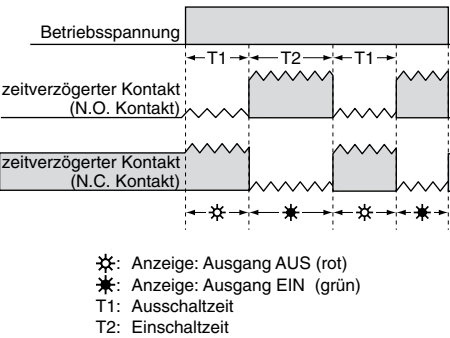 Betriebsspannung
T1 T2 T1
zeitverzögerter Kontakt
(N.O. Kontakt)
zeitverzögerter Kontakt
(N.C. Kontakt)
: Anzeige: Ausgang AUS (rot)
: Anzeige: Ausgang EIN (grün)
T1: Ausschaltzeit
T2: Einschaltzeit